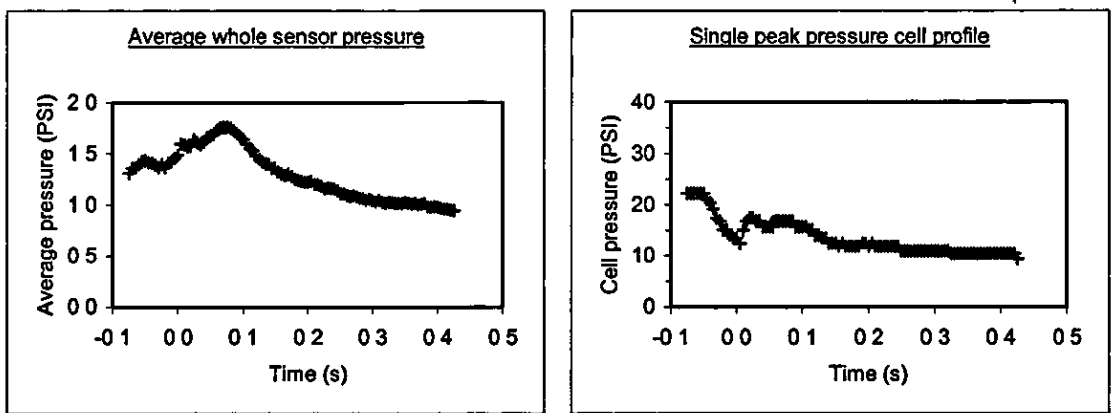 Average whole sensor pressure
Average pressure (PSI)
2 0
1 5
1 0
0 5
0 0
-0 1 0 0 0 1 0 2 0 3 0 4 0 5
Time (s)
Single peak pressure cell profile
Cell pressure (PSI)
40
30
20
10
0
-0 1 0 0 0 1 0 2 0 3 0 4 0 5
Time (s)